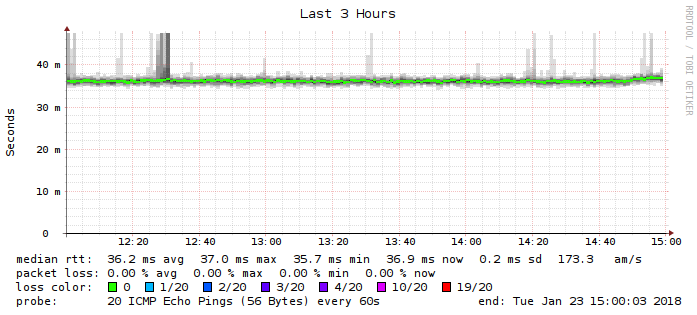 Last 3 Hours
RRDTOOL / TOBI OETIKER
Seconds
40 m
30 m
20 m
10 m
0
12:20 12:40 13:00 13:20 13:40 14:00 14:20 14:40 15:00
median rtt: 36.2 ms avg 37.0 ms max 35.7 ms min 36.9 ms now 0.2 ms sd 173.3 am/s
packet loss: 0.00 % avg 0.00 % max 0.00 % min 0.00 % now
loss color: 0 1/20 2/20 3/20 4/20 10/20 19/20
probe: 20 ICMP Echo Pings (56 Bytes) every 60s end: Tue Jan 23 15:00:03 2018